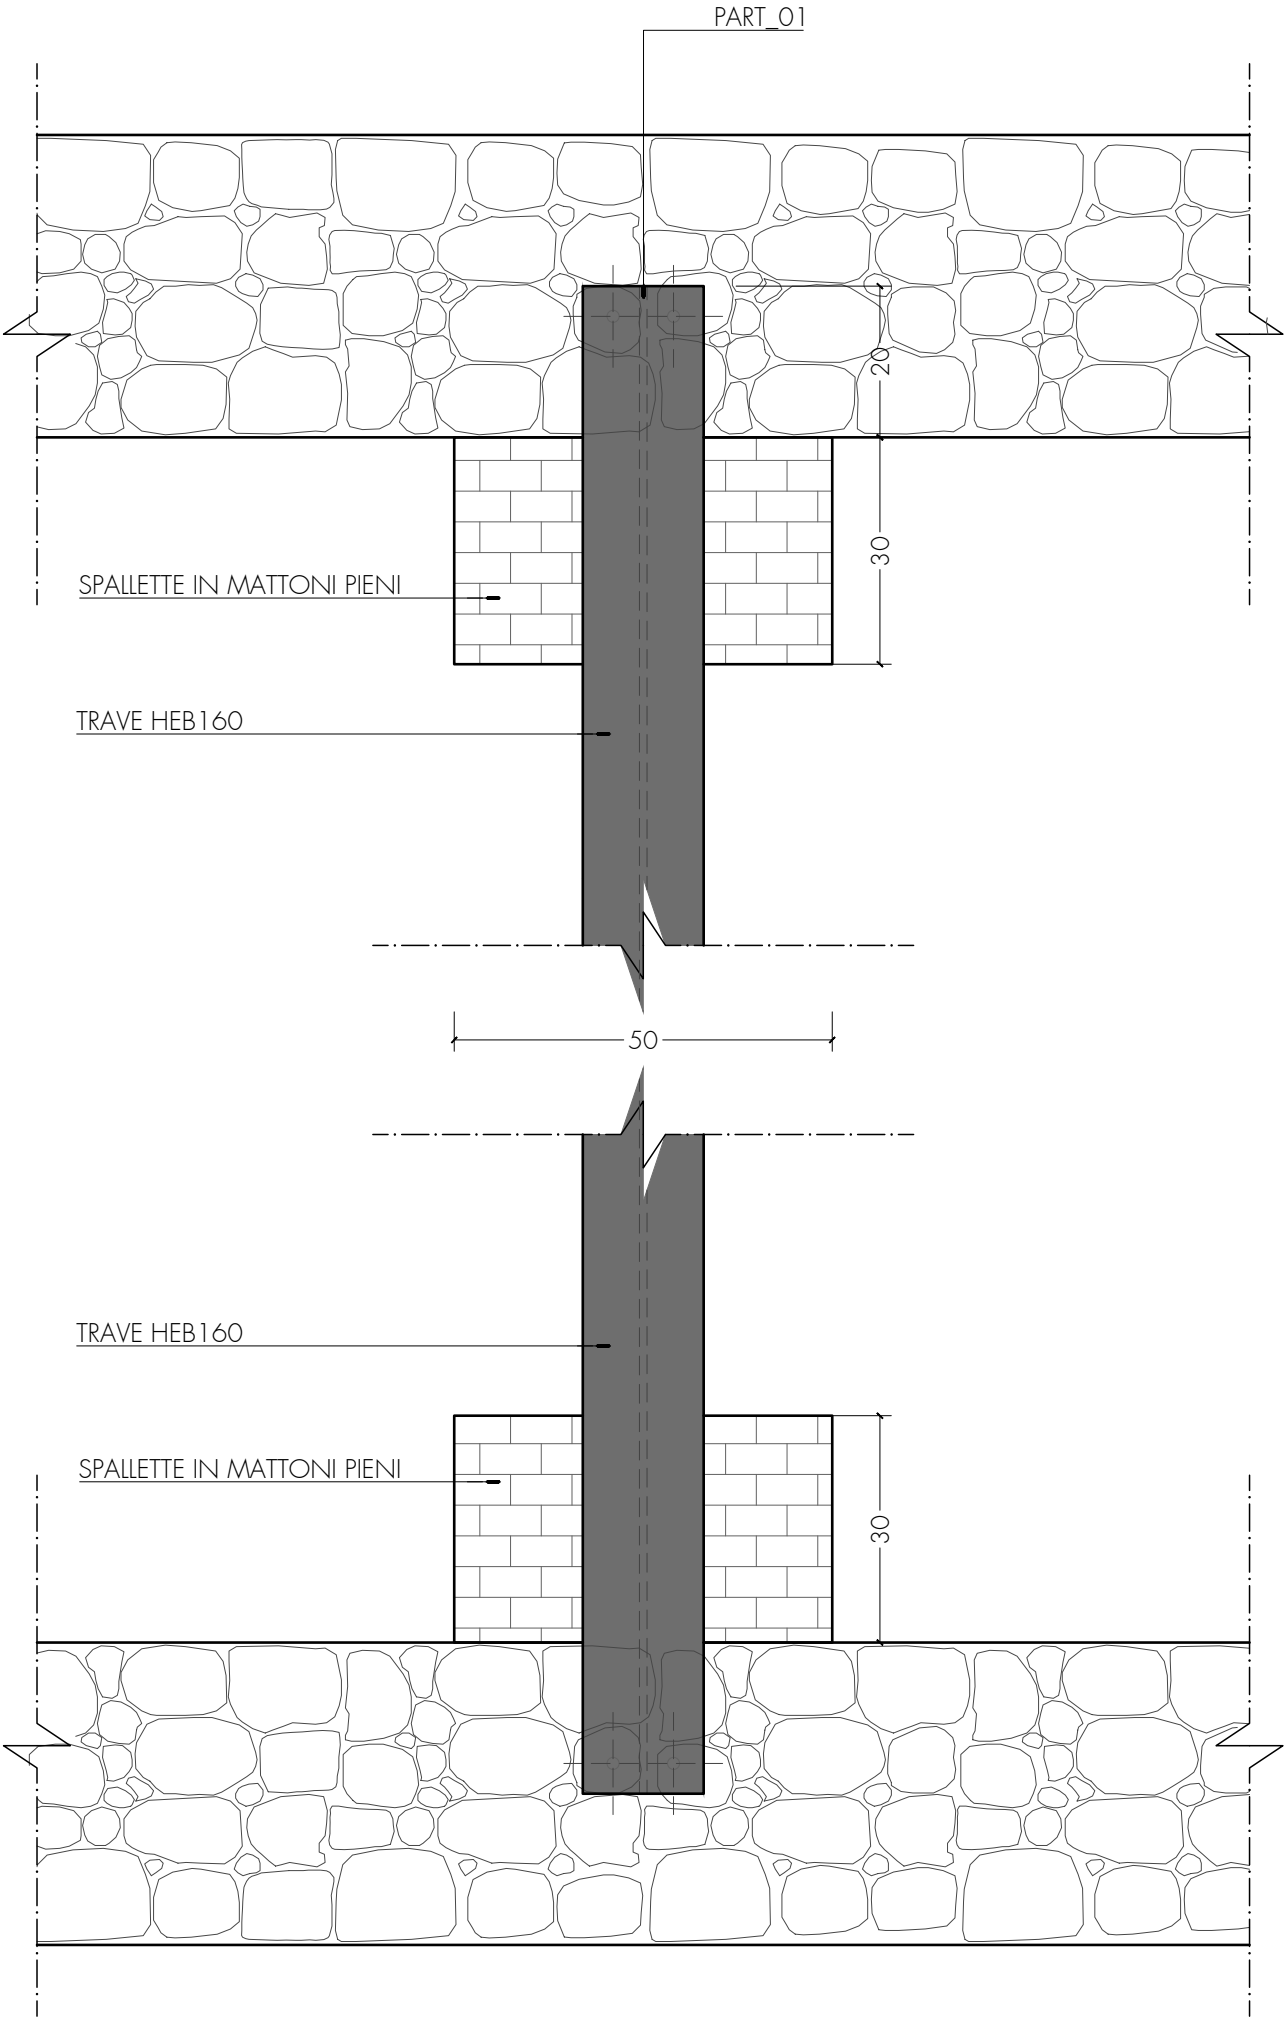 PART_01
20
30
SPALLETTE IN MATTONI PIENI
TRAVE HEB160
50
TRAVE HEB160
SPALLETTE IN MATTONI PIENI
30